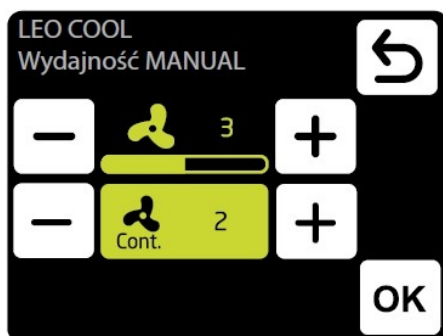 LEO COOL
Wydajność MANUAL
− 3 +
− Cont. 2 +
OK